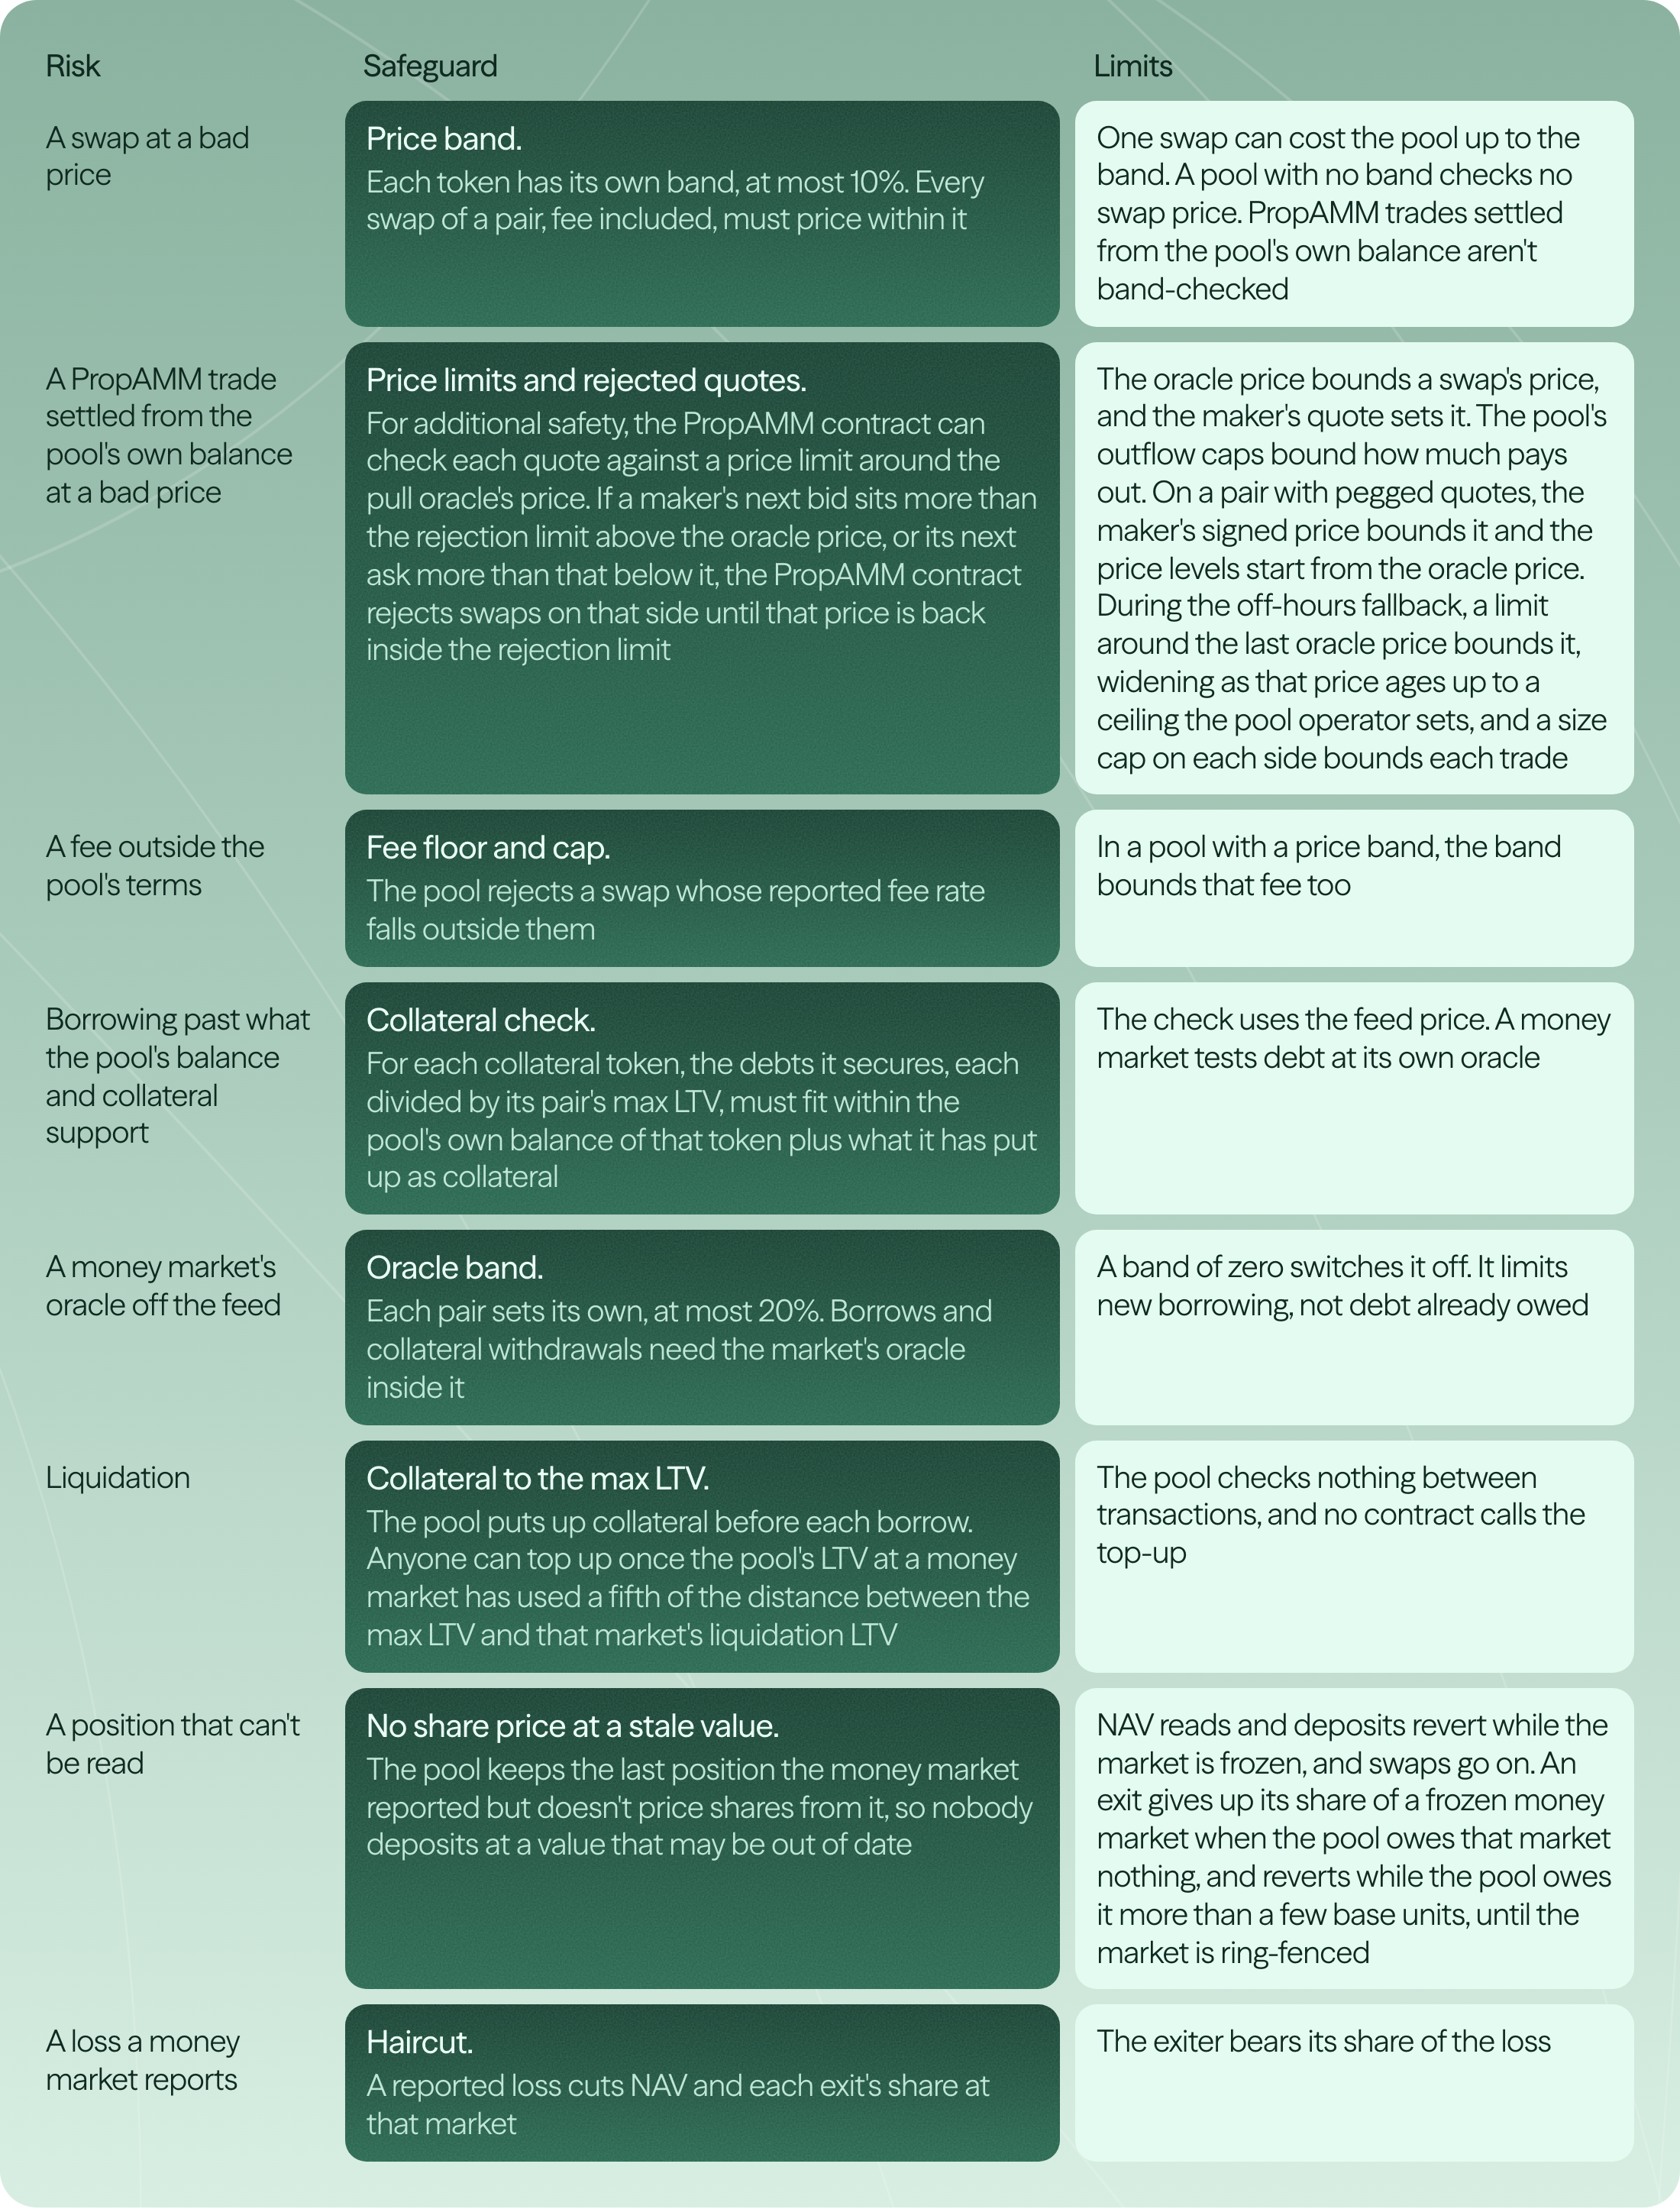 Risk
Safeguard
Limits
A swap at a bad
price
Price band.
Each token has its own band, at most 10%. Every
swap of a pair, fee included, must price within it
One swap can cost the pool up to the
band. A pool with no band checks no
swap price. PropAMM trades settled
from the pool's own balance aren't
band-checked
A PropAMM trade
settled from the
pool's own balance
at a bad price
Price limits and rejected quotes.
For additional safety, the PropAMM contract can
check each quote against a price limit around the
pull oracle's price. If a maker's next bid sits more than
the rejection limit above the oracle price, or its next
ask more than that below it, the PropAMM contract
rejects swaps on that side until that price is back
inside the rejection limit
The oracle price bounds a swap's price,
and the maker's quote sets it. The pool's
outflow caps bound how much pays
out. On a pair with pegged quotes, the
maker's signed price bounds it and the
price levels start from the oracle price.
During the off-hours fallback, a limit
around the last oracle price bounds it,
widening as that price ages up to a
ceiling the pool operator sets, and a size
cap on each side bounds each trade
A fee outside the
pool's terms
Fee floor and cap.
The pool rejects a swap whose reported fee rate
falls outside them
In a pool with a price band, the band
bounds that fee too
Borrowing past what
the pool's balance
and collateral
support
Collateral check.
For each collateral token, the debts it secures, each
divided by its pair's max LTV, must fit within the
pool's own balance of that token plus what it has put
up as collateral
The check uses the feed price. A money
market tests debt at its own oracle
A money market's
oracle off the feed
Oracle band.
Each pair sets its own, at most 20%. Borrows and
collateral withdrawals need the market's oracle
inside it
A band of zero switches it off. It limits
new borrowing, not debt already owed
Liquidation
Collateral to the max LTV.
The pool puts up collateral before each borrow.
Anyone can top up once the pool's LTV at a money
market has used a fifth of the distance between the
max LTV and that market's liquidation LTV
The pool checks nothing between
transactions, and no contract calls the
top-up
A position that can't
be read
No share price at a stale value.
The pool keeps the last position the money market
reported but doesn't price shares from it, so nobody
deposits at a value that may be out of date
NAV reads and deposits revert while the
market is frozen, and swaps go on. An
exit gives up its share of a frozen money
market when the pool owes that market
nothing, and reverts while the pool owes
it more than a few base units, until the
market is ring-fenced
A loss a money
market reports
Haircut.
A reported loss cuts NAV and each exit's share at
that market
The exiter bears its share of the loss